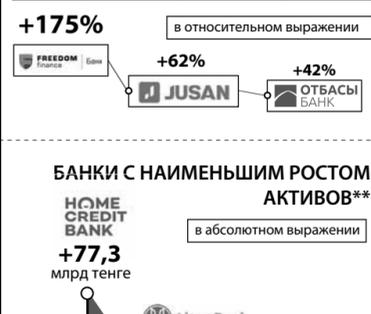 +175%
в относительном выражении
FREEDOM
finance
Банк
+62%
JUSAN
+42%
ОТБАСЫ
БАНК
БАНКИ С НАИМЕНЬШИМ РОСТОМ
АКТИВОВ**
HOME
CREDIT
BANK
в абсолютном выражении
+77,3
млрд тенге